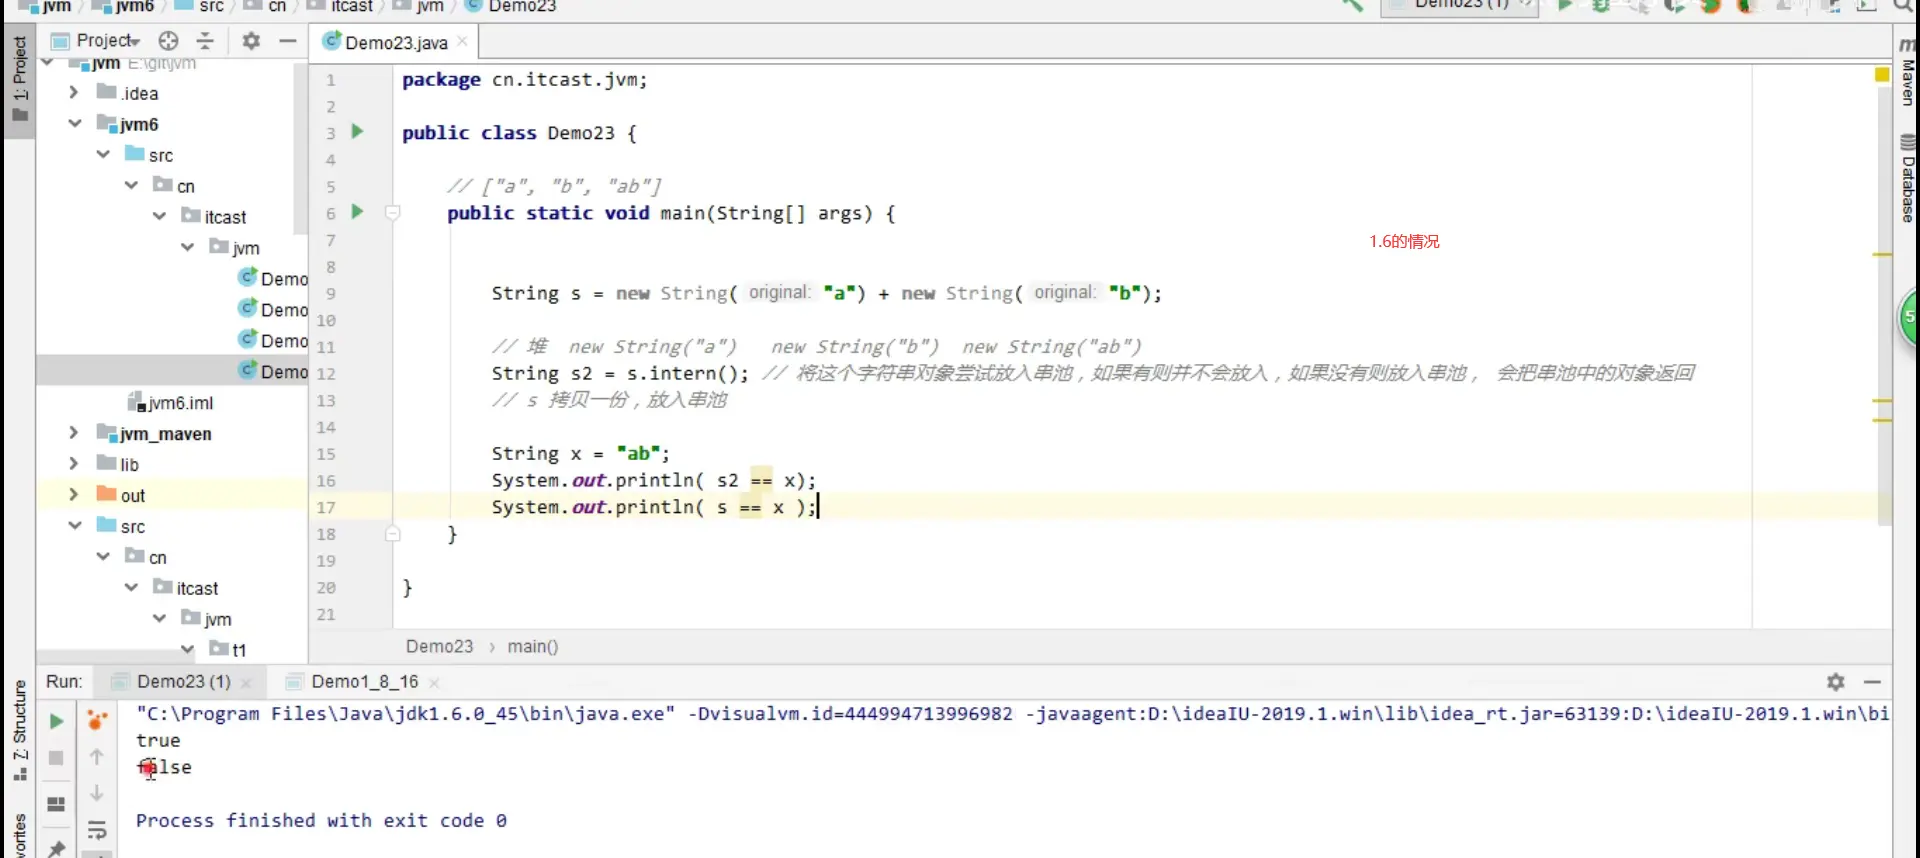 jvm jvm6 src cn itcast jvm Demo23
Demo23 (1)
1: Project
Project
Demo23.java
jvm E:\git\jvm
.idea
jvm6
src
cn
itcast
jvm
Demo
Demo
Demo
Demo
jvm6.iml
jvm_maven
lib
out
src
cn
itcast
jvm
t1
1 package cn.itcast.jvm;
2
3 public class Demo23 {
4
5 // ["a", "b", "ab"]
6 public static void main(String[] args) {
7
1.6的情况
8
9 String s = new String( original: "a") + new String( original: "b");
10
11 // 堆 new String("a") new String("b") new String("ab")
12 String s2 = s.intern(); // 将这个字符串对象尝试放入串池，如果有则并不会放入，如果没有则放入串池， 会把串池中的对象返回
13 // s 拷贝一份，放入串池
14
15 String x = "ab";
16 System.out.println( s2 == x);
17 System.out.println( s == x );
18 }
19
20 }
21
Demo23 › main()
m Maven
Database
5
Run: Demo23 (1) Demo1_8_16
"C:\Program Files\Java\jdk1.6.0_45\bin\java.exe" -Dvisualvm.id=444994713996982 -javaagent:D:\ideaIU-2019.1.win\lib\idea_rt.jar=63139:D:\ideaIU-2019.1.win\bi
true
false
Process finished with exit code 0
7: Structure
vorites